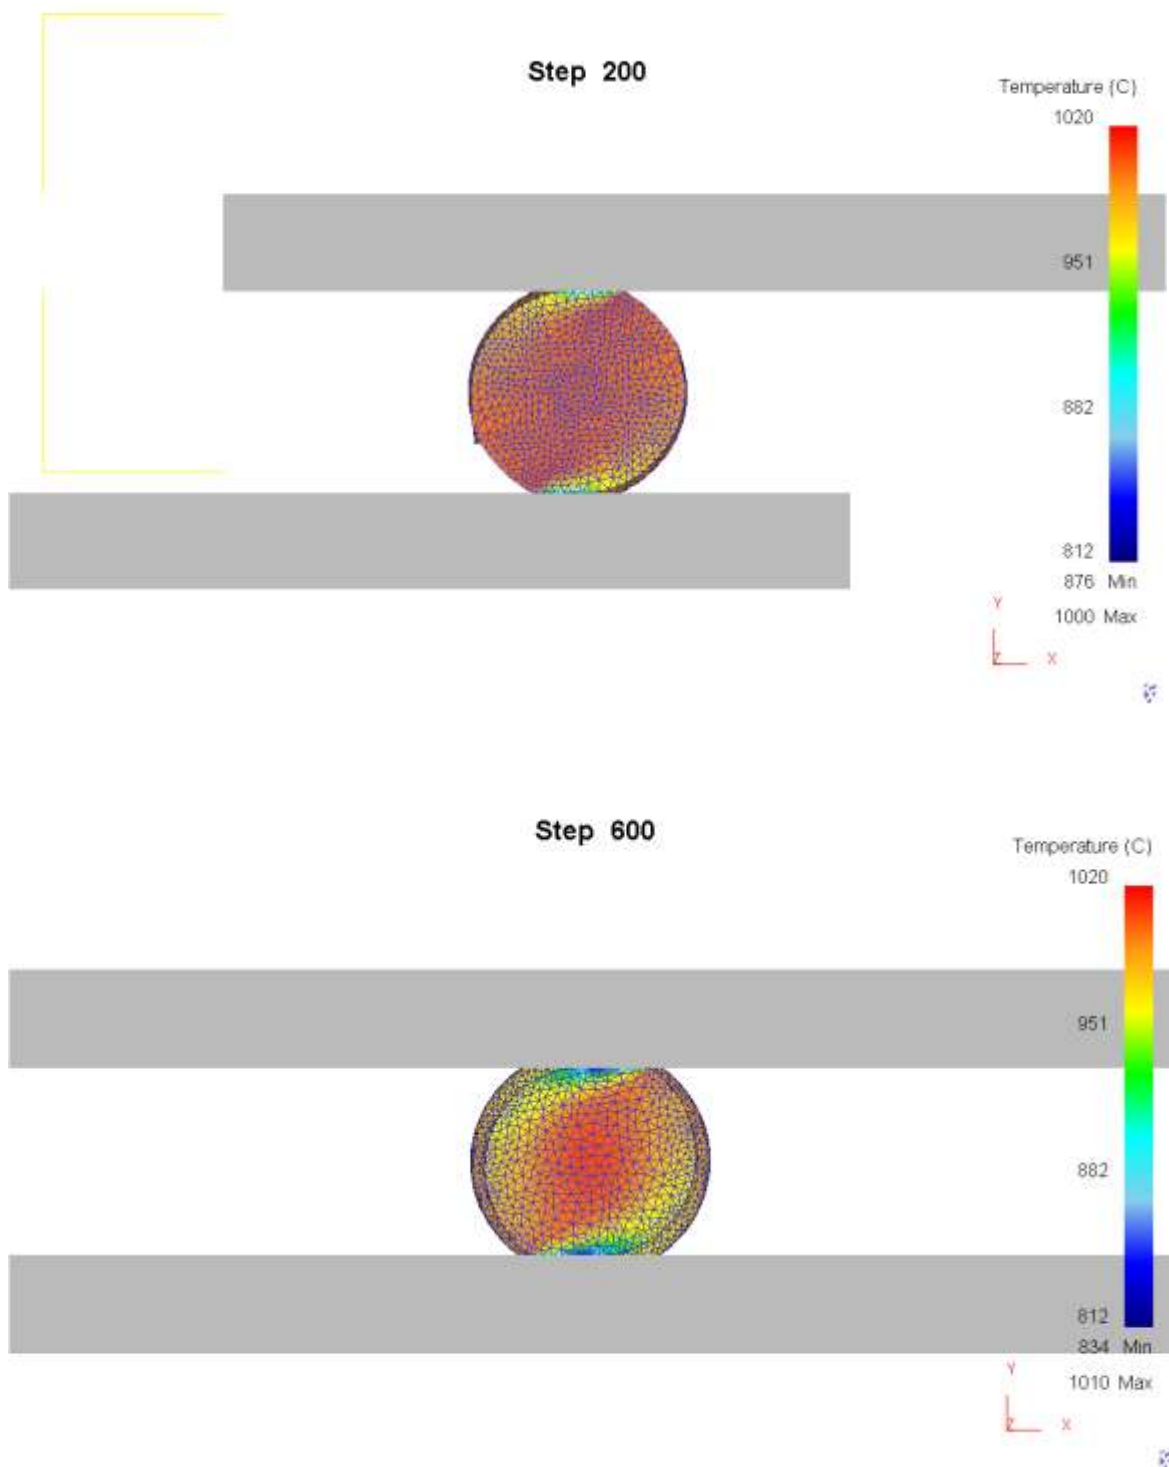 Step 200
Temperature (C)
1020
951
882
812
876 Min
1000 Max
Y
Z X
Step 600
Temperature (C)
1020
951
882
812
834 Min
1010 Max
Y
Z X